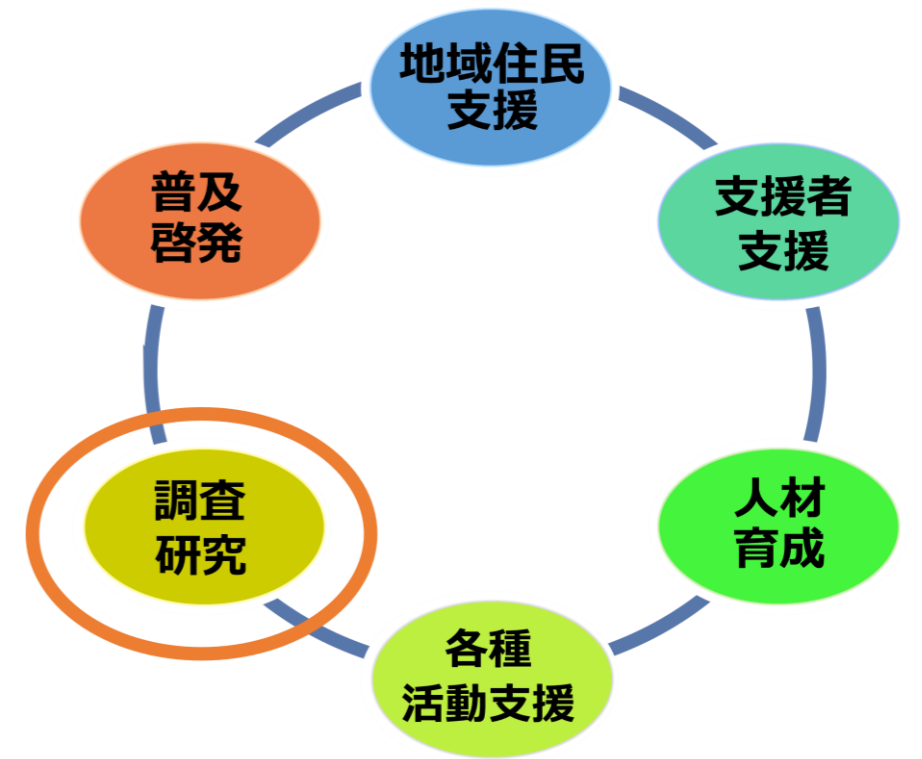 地域住民
支援
支援者
支援
人材
育成
各種
活動支援
調査
研究
普及
啓発